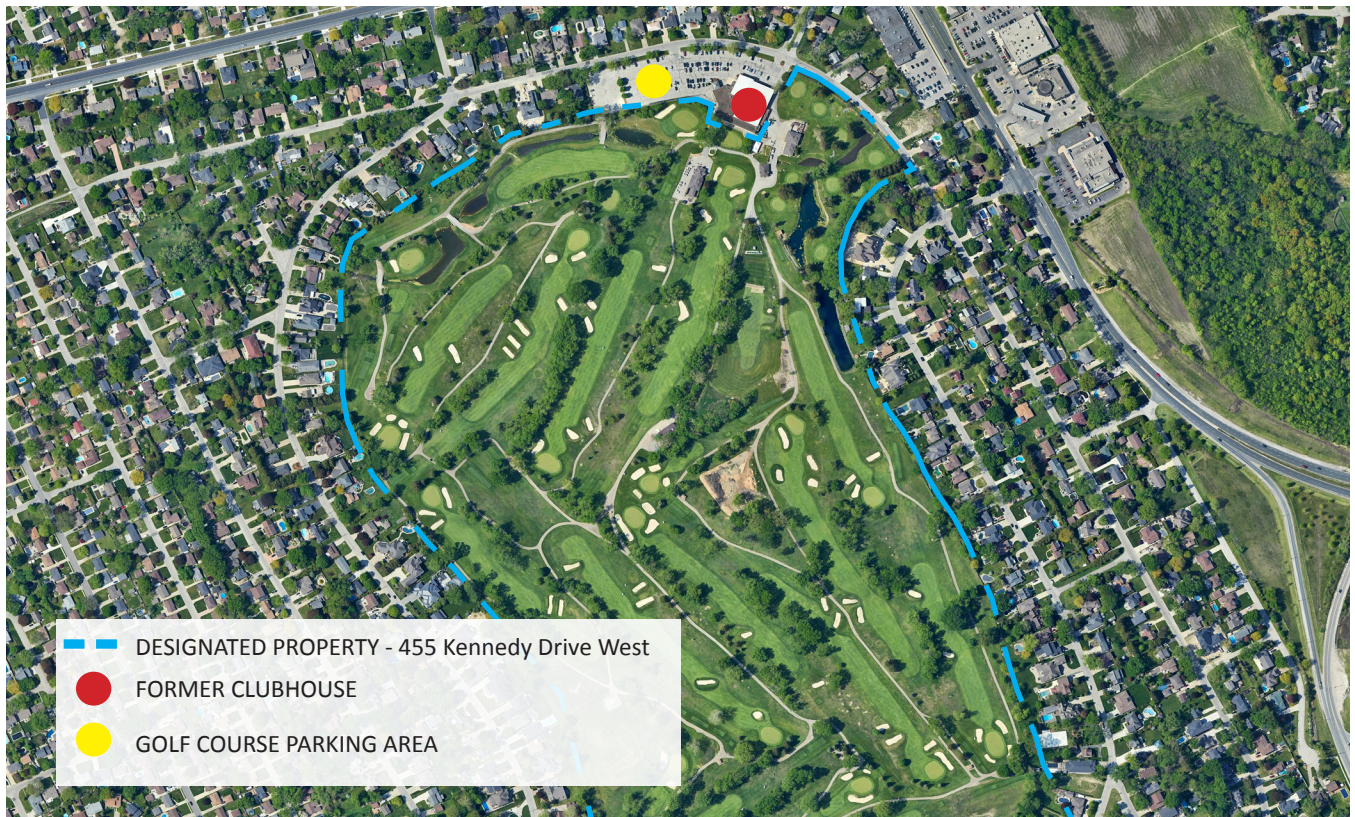 DESIGNATED PROPERTY - 455 Kennedy Drive West
FORMER CLUBHOUSE
GOLF COURSE PARKING AREA